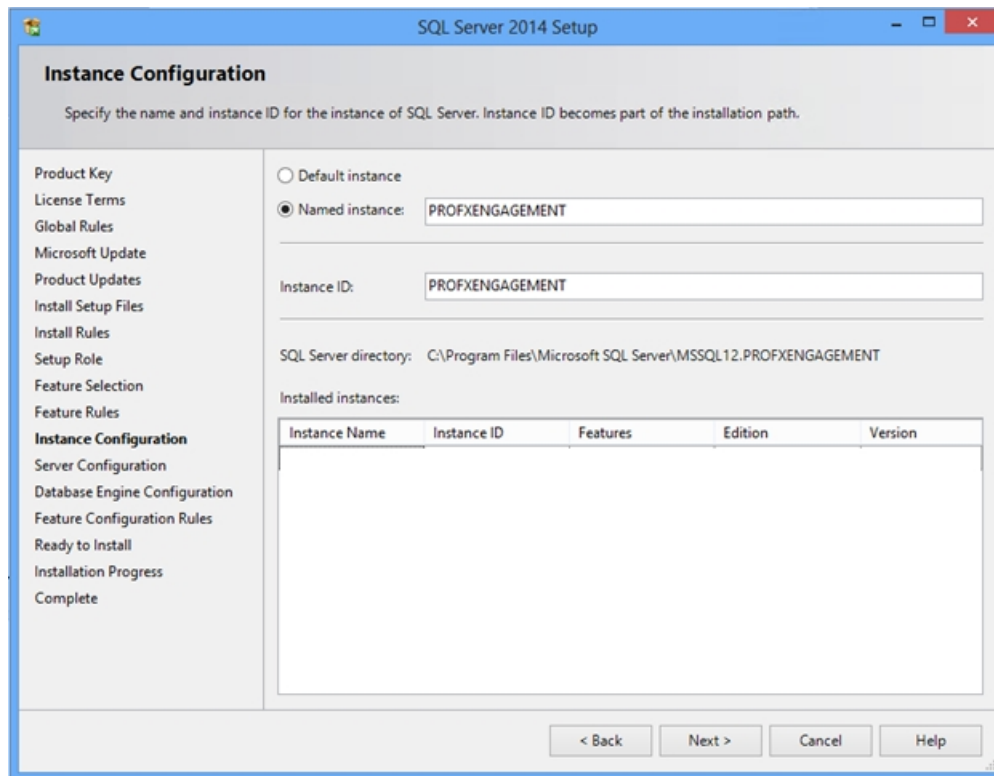 SQL Server 2014 Setup
Instance Configuration
Specify the name and instance ID for the instance of SQL Server. Instance ID becomes part of the installation path.
Product Key
License Terms
Global Rules
Microsoft Update
Product Updates
Install Setup Files
Install Rules
Setup Role
Feature Selection
Feature Rules
Instance Configuration
Server Configuration
Database Engine Configuration
Feature Configuration Rules
Ready to Install
Installation Progress
Complete
Default instance
Named instance: PROFXENGAGEMENT
Instance ID: PROFXENGAGEMENT
SQL Server directory: C:\Program Files\Microsoft SQL Server\MSSQL12.PROFXENGAGEMENT
Installed instances:
Instance Name Instance ID Features Edition Version
< Back Next > Cancel Help